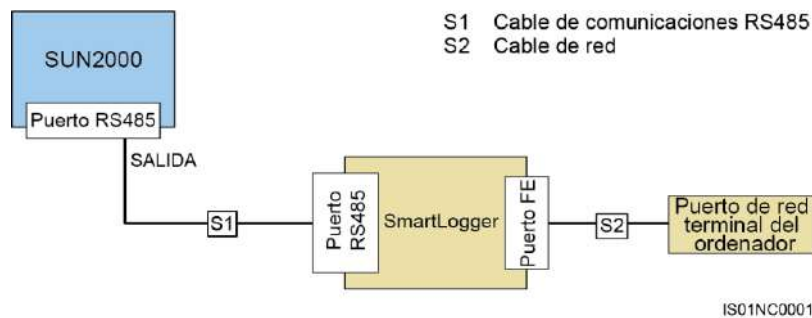 S1 Cable de comunicaciones RS485
S2 Cable de red
SUN2000
Puerto RS485
SALIDA
S1
Puerto
RS485
SmartLogger
Puerto FE
S2
Puerto de red
terminal del
ordenador
IS01NC0001